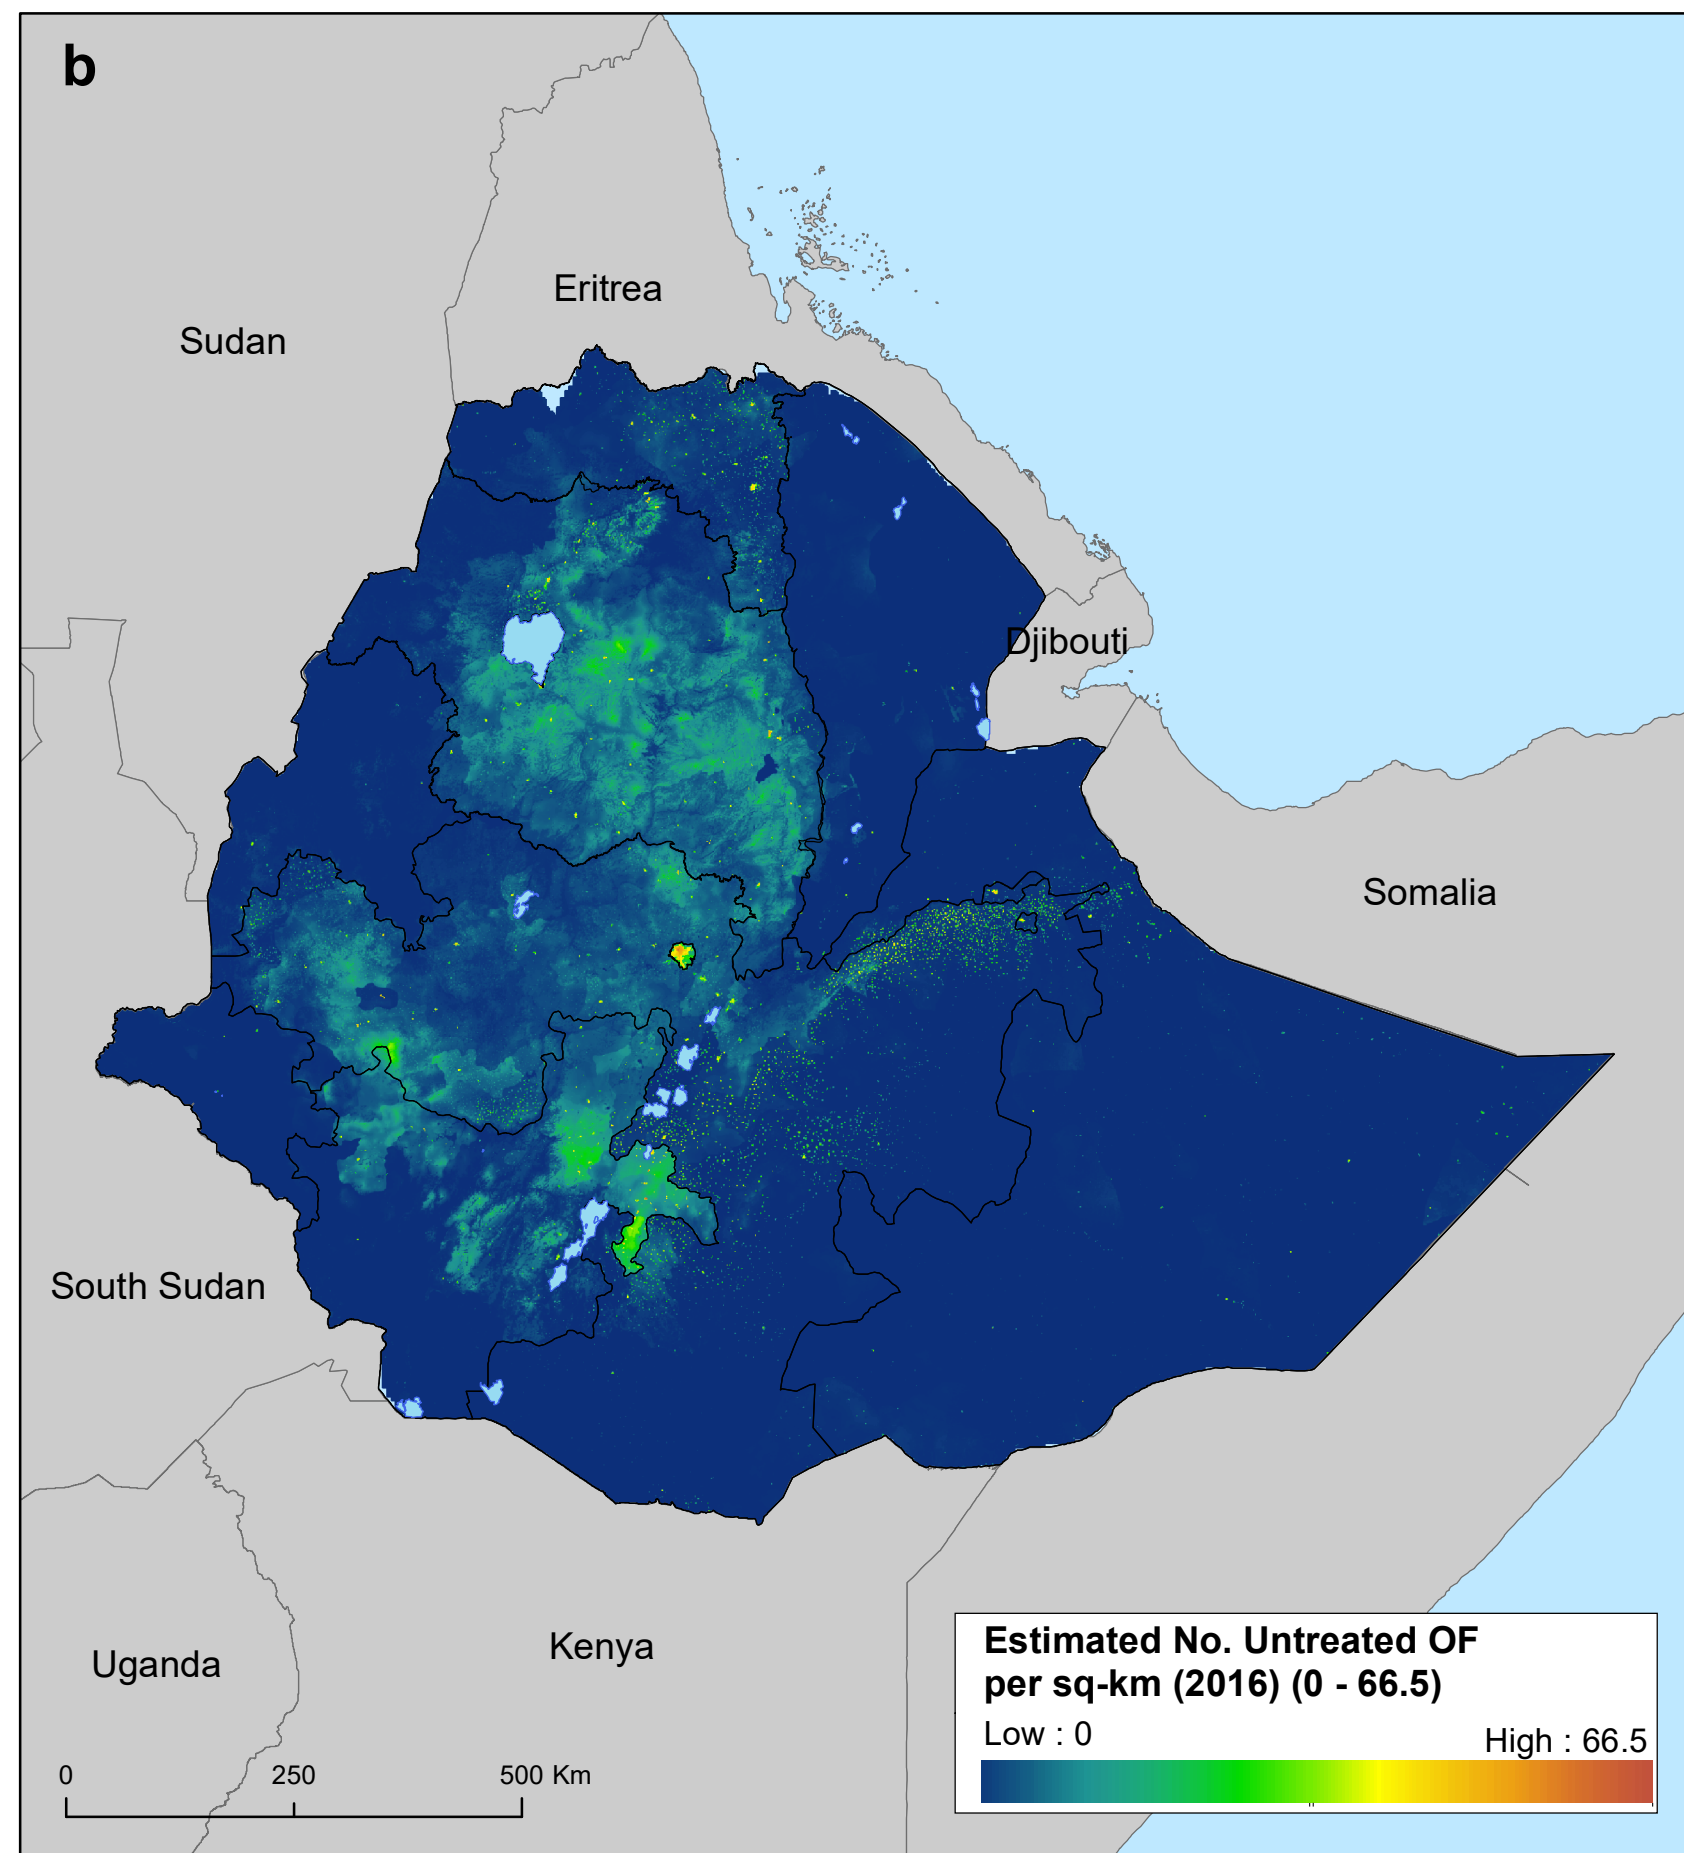 b
Eritrea
Sudan
Djibouti
Somalia
South Sudan
Kenya
Uganda
Estimated No. Untreated OF
per sq-km (2016) (0 - 66.5)
Low : 0
High : 66.5
0 250 500 Km